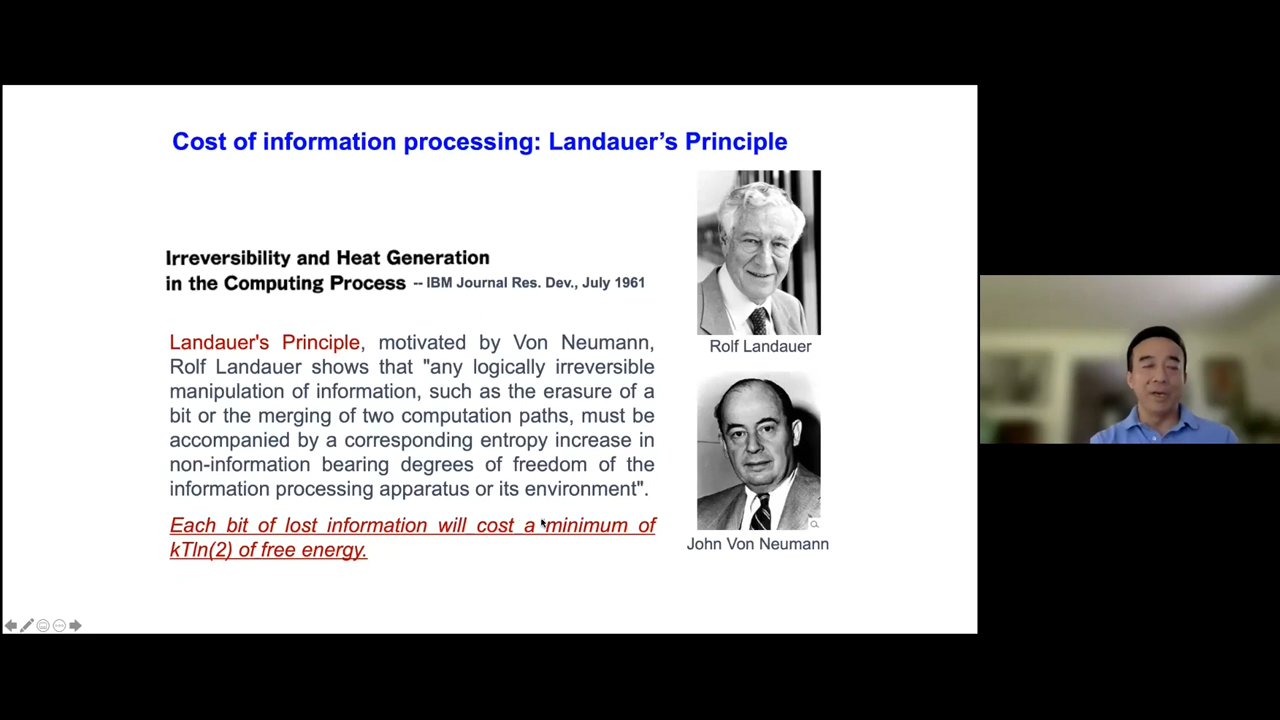 Cost of information processing: Landauer’s Principle
Irreversibility and Heat Generation
in the Computing Process -- IBM Journal Res. Dev., July 1961
Landauer's Principle, motivated by Von Neumann,
Rolf Landauer shows that "any logically irreversible
manipulation of information, such as the erasure of a
bit or the merging of two computation paths, must be
accompanied by a corresponding entropy increase in
non-information bearing degrees of freedom of the
information processing apparatus or its environment".
Each bit of lost information will cost a minimum of
kTln(2) of free energy.
Rolf Landauer
John Von Neumann